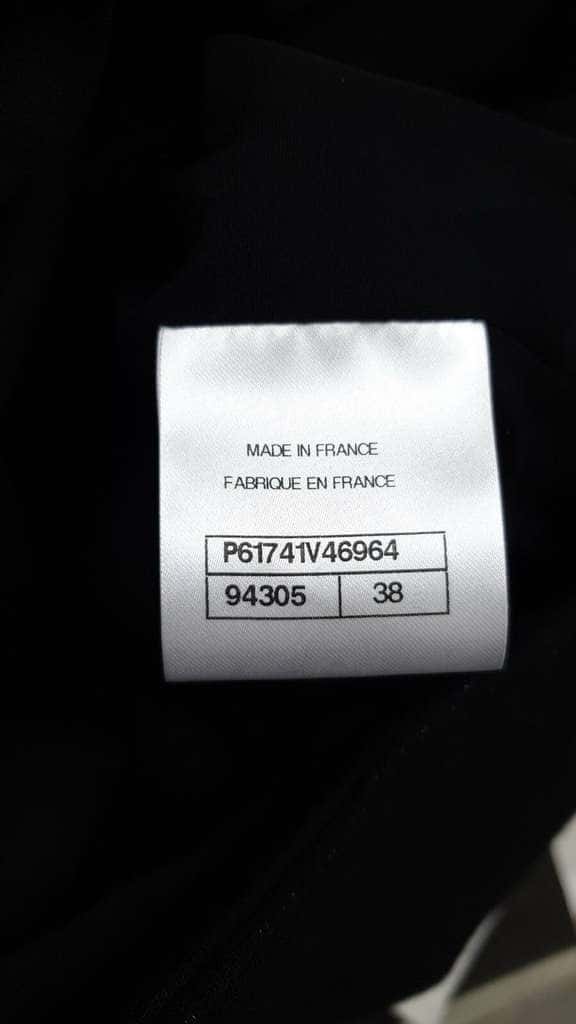 MADE IN FRANCE
FABRIQUE EN FRANCE
P61741V46964
94305 38